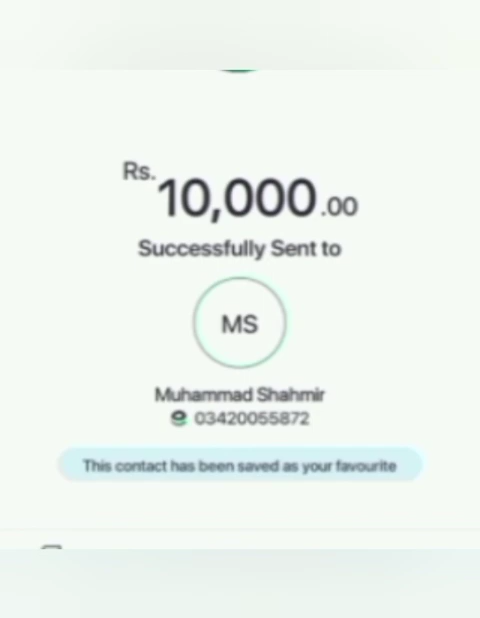 Rs. 10,000.00
Successfully Sent to
MS
Muhammad Shahmir
03420055872
This contact has been saved as your favourite